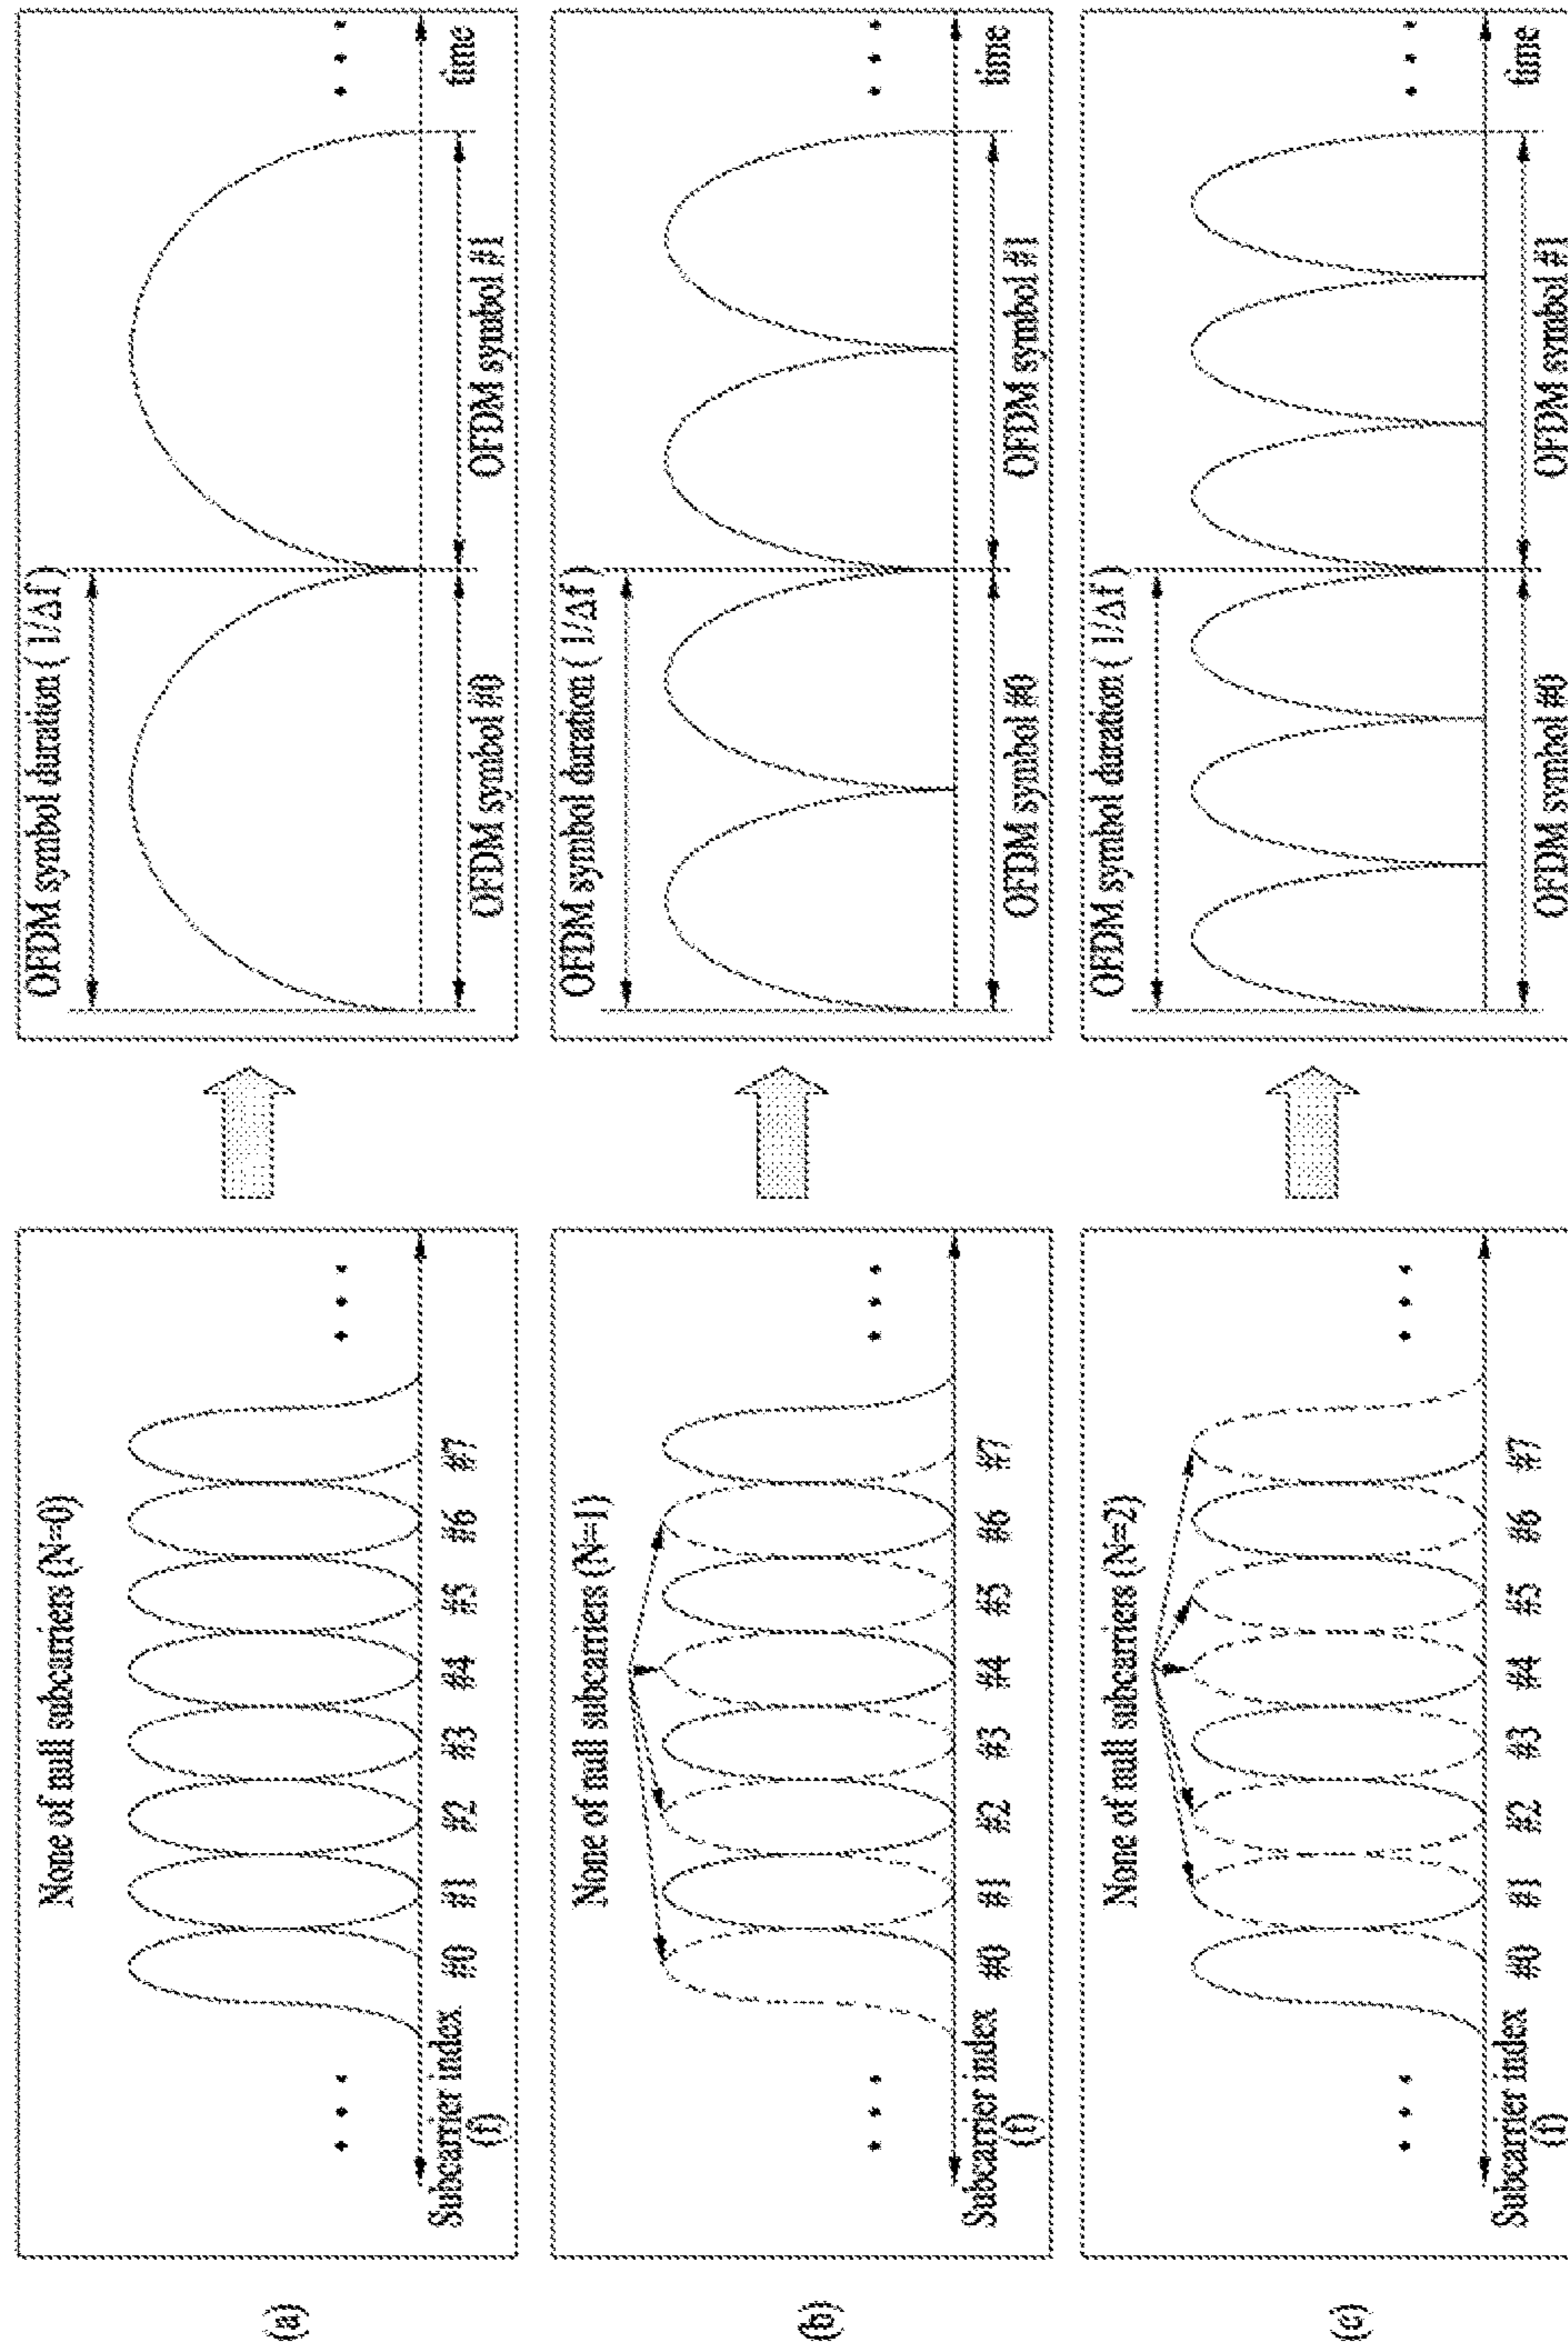 (a)
None of null subcarriers (N=0)
#0 #1 #2 #3 #4 #5 #6 #7
Subcarrier index
(f)
OFDM symbol duration ( 1/Δf )
OFDM symbol #0
OFDM symbol #1
time
(b)
None of null subcarriers (N=1)
#0 #1 #2 #3 #4 #5 #6 #7
Subcarrier index
(f)
OFDM symbol duration ( 1/Δf )
OFDM symbol #0
OFDM symbol #1
time
(c)
None of null subcarriers (N=2)
#0 #1 #2 #3 #4 #5 #6 #7
Subcarrier index
(f)
OFDM symbol duration ( 1/Δf )
OFDM symbol #0
OFDM symbol #1
time